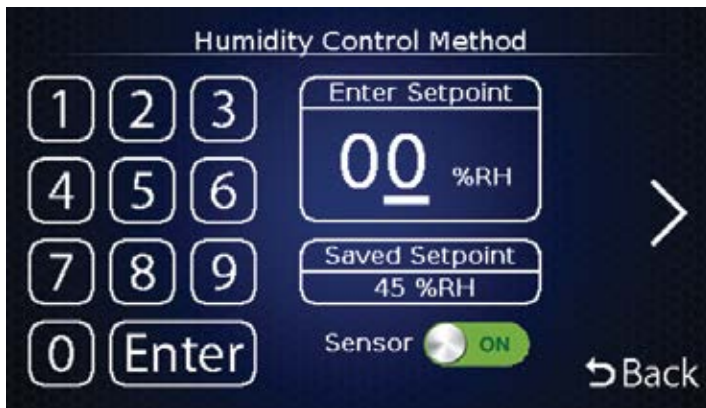 Humidity Control Method
1 2 3
4 5 6
7 8 9
0 Enter
Enter Setpoint
00 %RH
Saved Setpoint
45 %RH
Sensor ON
Back